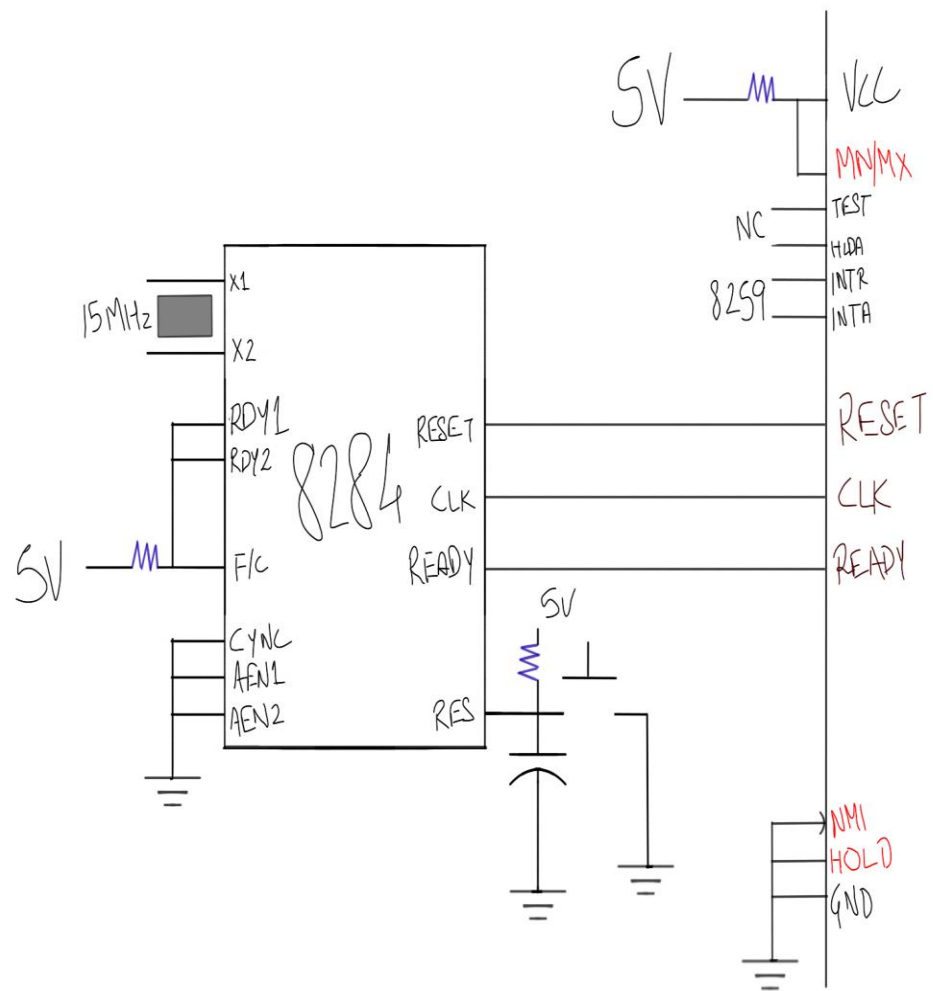 5V
VCC
MN/MX
TEST
NC
HLDA
INTR
8259
INTA
X1
15MHz
X2
RDY1
RDY2
8284
RESET
RESET
CLK
CLK
5V
F/C
READY
READY
5V
CYNC
AEN1
AEN2
RES
NMI
HOLD
GND